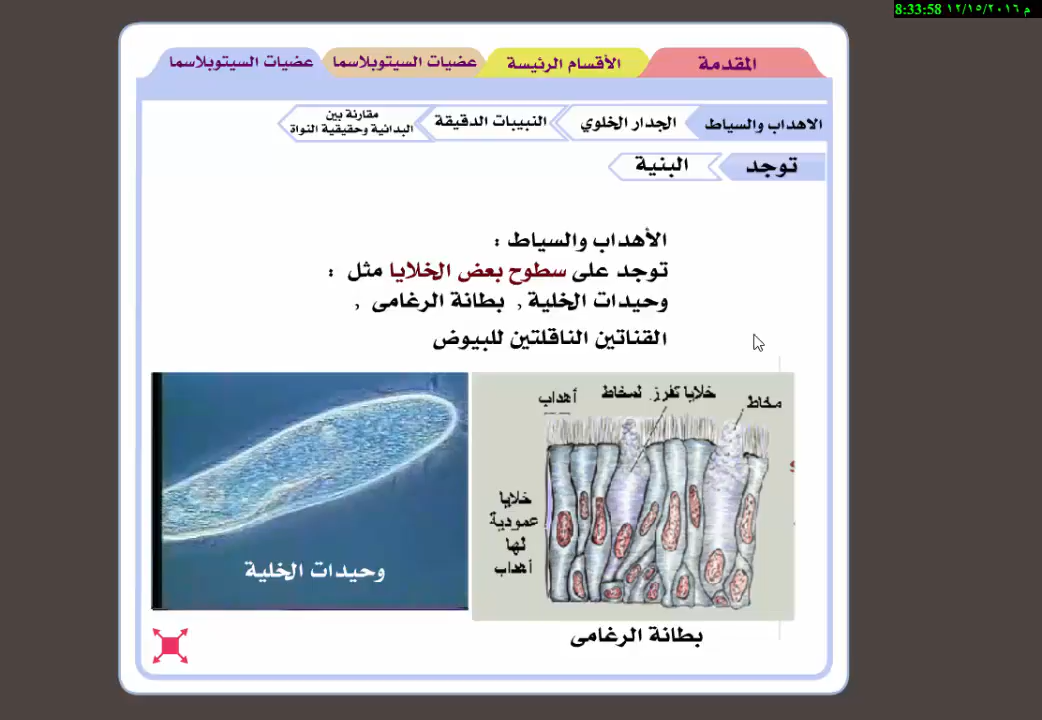 م ١٢/١٥/٢٠١٦ 8:33:58
المقدمة
الأقسام الرئيسة
عضيات السيتوبلاسما
عضيات السيتوبلاسما
الاهداب والسياط
الجدار الخلوي
النبيبات الدقيقة
مقارنة بين
البدائية وحقيقية النواة
توجد
البنية
الأهداب والسياط :
توجد على سطوح بعض الخلايا مثل :
وحيدات الخلية , بطانة الرغامى ,
القناتين الناقلتين للبيوض
مخاط
خلايا تفرز لمخاط
أهداب
خلايا
عمودية
لها
أهداب
بطانة الرغامى
وحيدات الخلية